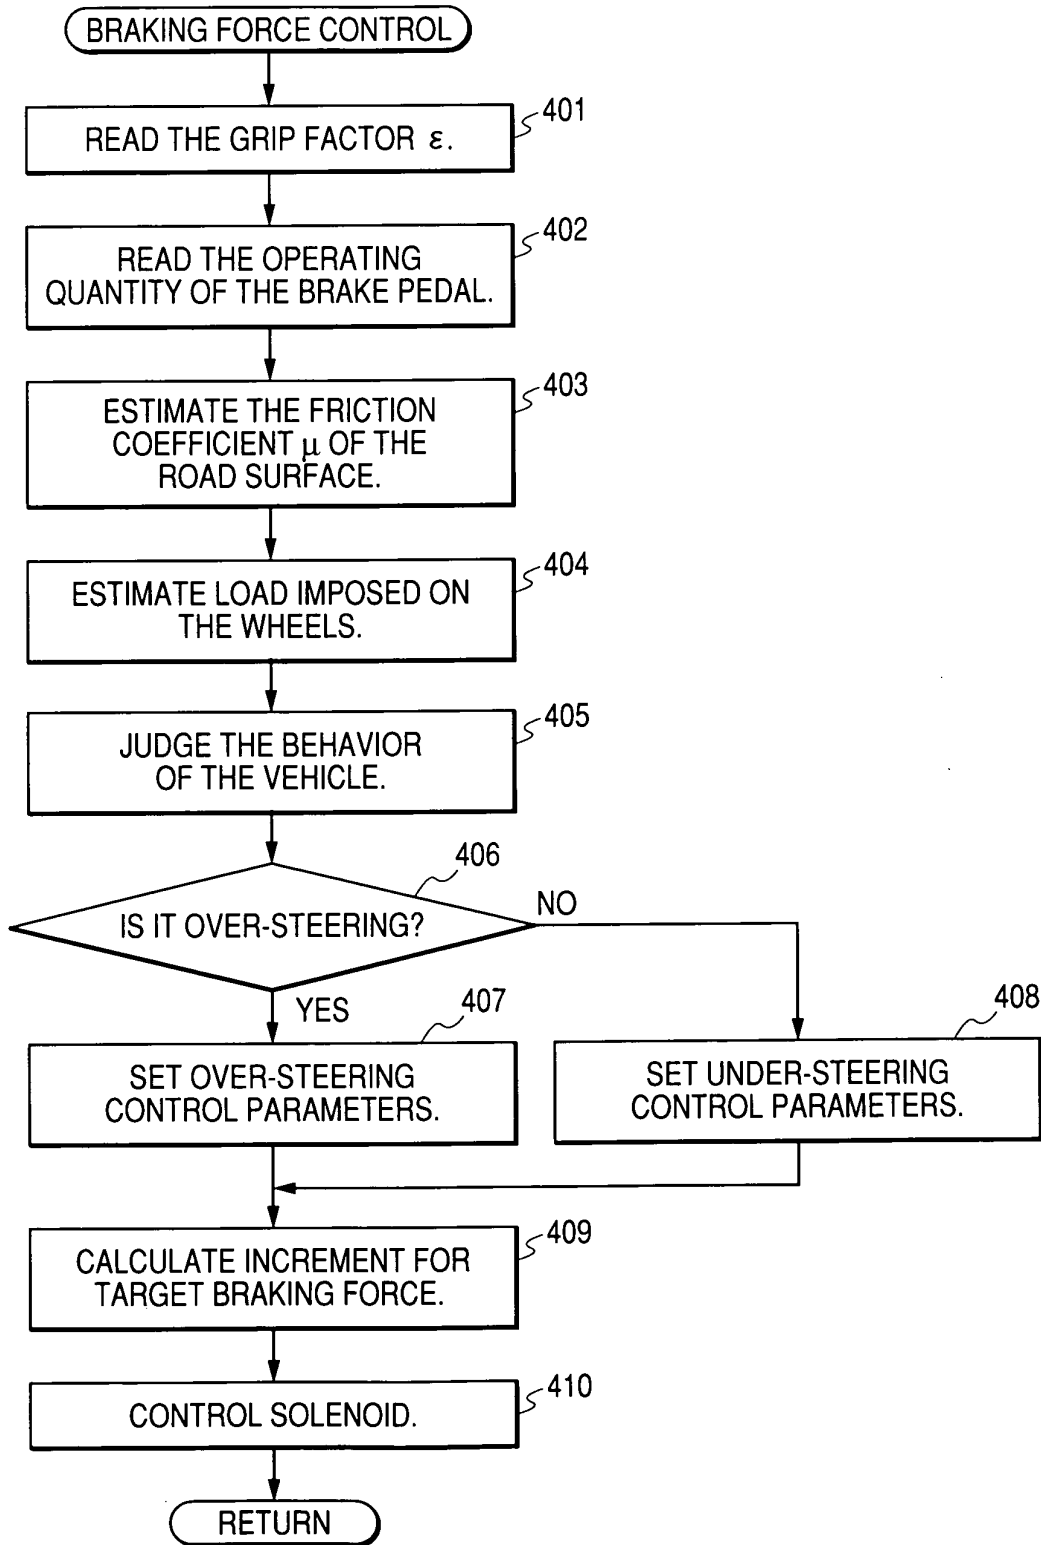 BRAKING FORCE CONTROL
401
READ THE GRIP FACTOR ε.
402
READ THE OPERATING
QUANTITY OF THE BRAKE PEDAL.
403
ESTIMATE THE FRICTION
COEFFICIENT μ OF THE
ROAD SURFACE.
404
ESTIMATE LOAD IMPOSED ON
THE WHEELS.
405
JUDGE THE BEHAVIOR
OF THE VEHICLE.
406
IS IT OVER-STEERING?
NO
YES
407
408
SET OVER-STEERING
CONTROL PARAMETERS.
SET UNDER-STEERING
CONTROL PARAMETERS.
409
CALCULATE INCREMENT FOR
TARGET BRAKING FORCE.
410
CONTROL SOLENOID.
RETURN